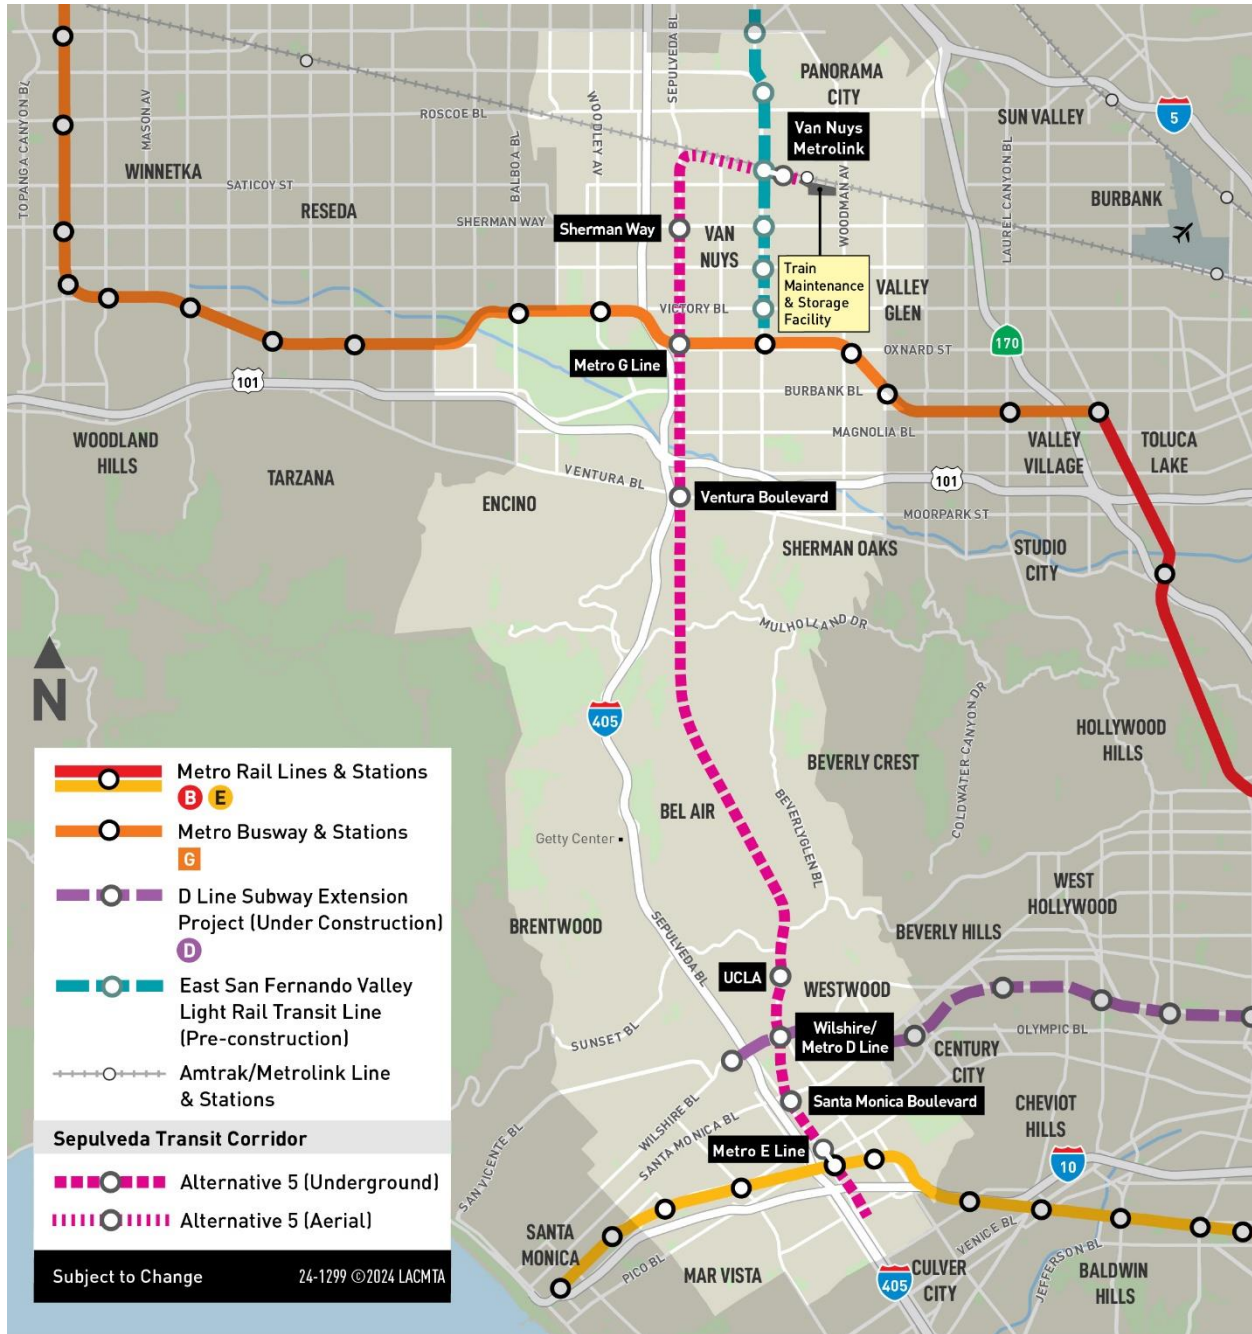 TOPANGA CANYON BL
MASON AV
WINNETKA
SATICOY ST
RESEDA
ROSCOE BL
BALBOA BL
WOODLEY AV
SEPULVEDA BL
SHERMAN WAY
PANORAMA
CITY
Van Nuys
Metrolink
WOODMAN AV
SUN VALLEY
5
LAUREL CANYON BL
BURBANK
Sherman Way
VAN
NUYS
Train
Maintenance
& Storage
Facility
VALLEY
GLEN
VICTORY BL
Metro G Line
OXNARD ST
170
101
BURBANK BL
MAGNOLIA BL
WOODLAND
HILLS
TARZANA
VENTURA BL
ENCINO
Ventura Boulevard
VALLEY
VILLAGE
TOLUCA
LAKE
101
MOORPARK ST
SHERMAN OAKS
STUDIO
CITY
MULHOLLAND DR
N
405
COLDWATER CANYON DR
HOLLYWOOD
HILLS
BEVERLY CREST
BEL AIR
BEVERLYGLEN BL
Getty Center
WEST
HOLLYWOOD
BRENTWOOD
SEPULVEDA BL
BEVERLY HILLS
UCLA
WESTWOOD
SUNSET BL
Wilshire/
Metro D Line
OLYMPIC BL
CENTURY
CITY
WILSHIRE BL
SANTA MONICA BL
Santa Monica Boulevard
CHEVIOT
HILLS
SAN VICENTE BL
Metro E Line
10
SANTA
MONICA
PICO BL
MAR VISTA
VENICE BL
405
CULVER
CITY
JEFFERSON BL
BALDWIN
HILLS
Metro Rail Lines & Stations
B E
Metro Busway & Stations
G
D Line Subway Extension
Project (Under Construction)
D
East San Fernando Valley
Light Rail Transit Line
(Pre-construction)
Amtrak/Metrolink Line
& Stations
Sepulveda Transit Corridor
Alternative 5 (Underground)
Alternative 5 (Aerial)
Subject to Change
24-1299 ©2024 LACMTA